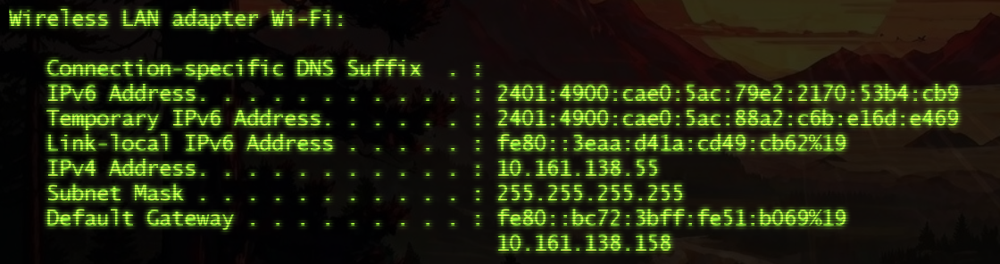 Wireless LAN adapter Wi-Fi:
Connection-specific DNS Suffix  . :
IPv6 Address. . . . . . . . . . . . : 2401:4900:cae0:5ac:79e2:2170:53b4:cb9
Temporary IPv6 Address. . . . . . . : 2401:4900:cae0:5ac:88a2:c6b:e16d:e469
Link-local IPv6 Address . . . . . . : fe80::3eaa:d41a:cd49:cb62%19
IPv4 Address. . . . . . . . . . . . : 10.161.138.55
Subnet Mask . . . . . . . . . . . . : 255.255.255.255
Default Gateway . . . . . . . . . . : fe80::bc72:3bff:fe51:b069%19
10.161.138.158